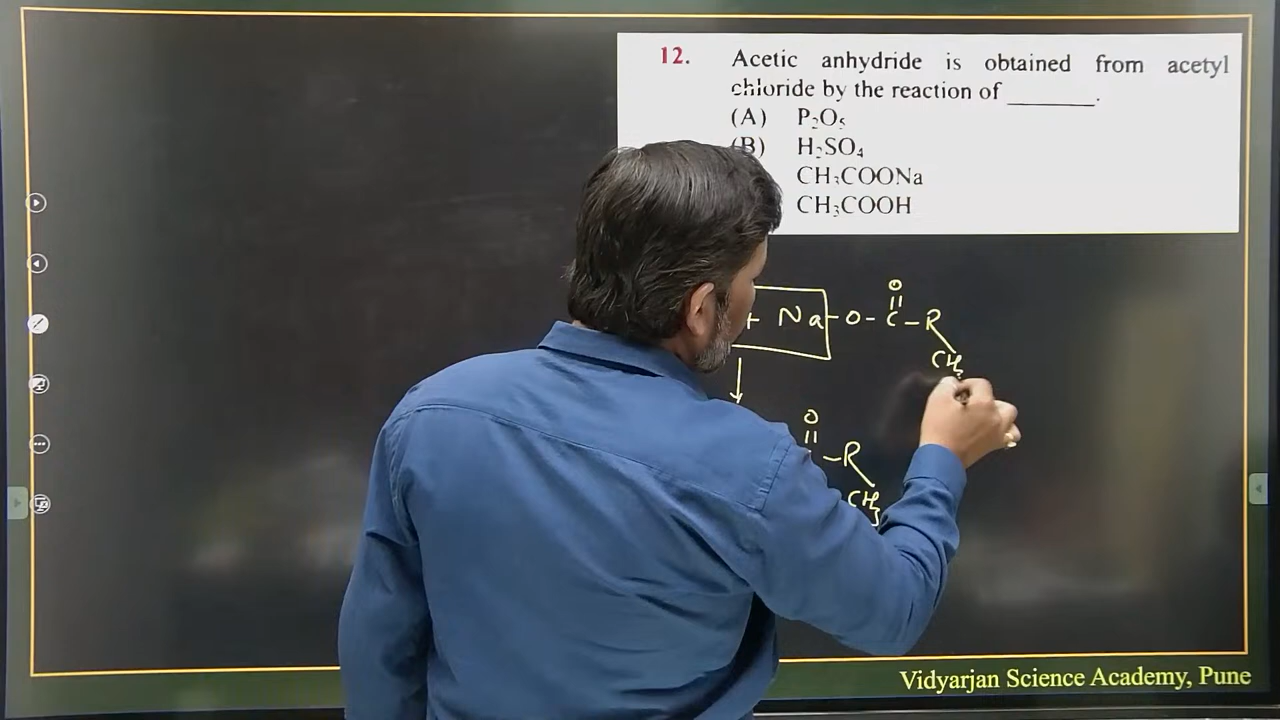 12. Acetic anhydride is obtained from acetyl
chloride by the reaction of ______.
(A) P₂O₅
(B) H₂SO₄
CH₃COONa
CH₃COOH
O
+ Na - O - C - R
CH₃
O
- R
CH₃
Vidyarjan Science Academy, Pune